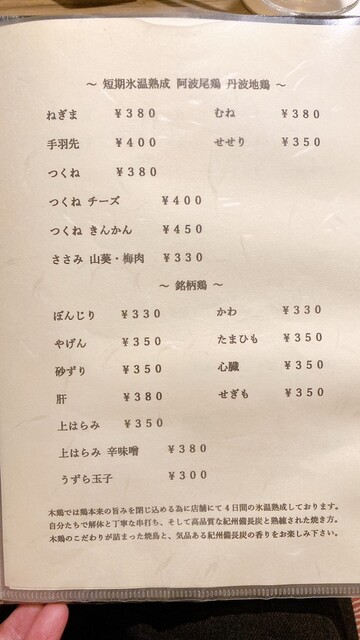 ～ 短期氷温熟成 阿波尾鶏 丹波地鶏 ～
ねぎま ￥380 むね ￥380
手羽先 ￥400 せせり ￥350
つくね ￥380
つくね チーズ ￥400
つくね きんかん ￥450
ささみ 山葵・梅肉 ￥330
～ 銘柄鶏 ～
ぼんじり ￥330 かわ ￥330
やげん ￥350 たまひも ￥350
砂ずり ￥350 心臓 ￥350
肝 ￥380 せぎも ￥350
上はらみ ￥350
上はらみ 辛味噌 ￥380
うずら玉子 ￥300
木鶏では鶏本来の旨みを閉じ込める為に店舗にて4日間の氷温熟成しております。
自分たちで解体と丁寧な串打ち、そして高品質な紀州備長炭と熟練された焼き方。
木鶏のこだわりが詰まった焼鳥と、気品ある紀州備長炭の香りをお楽しみ下さい。